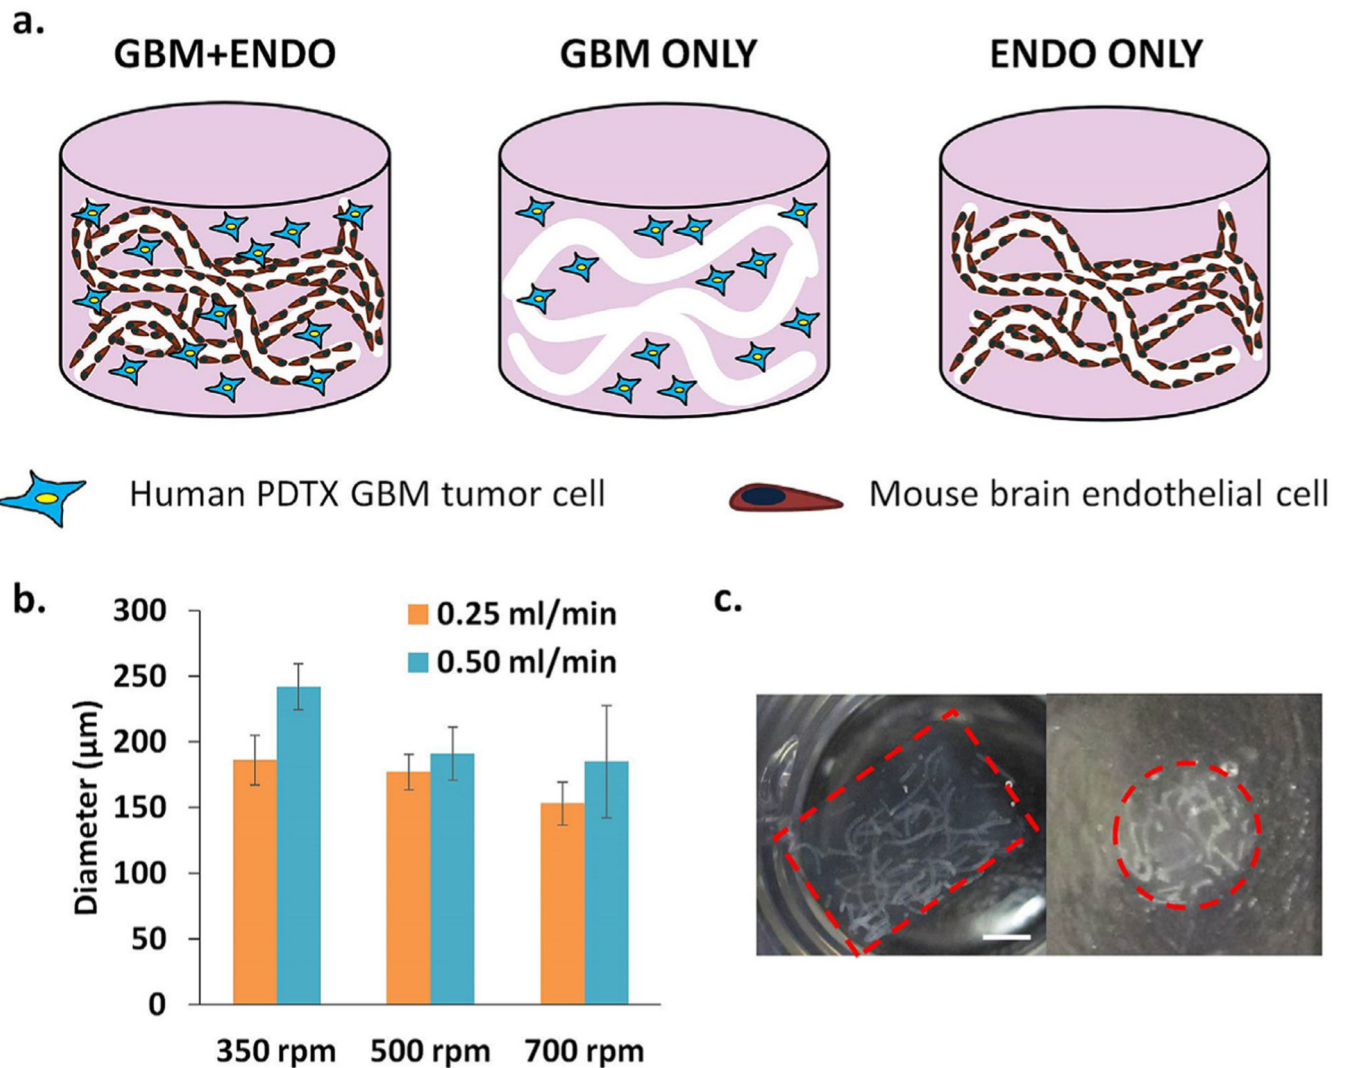 a.
GBM+ENDO GBM ONLY ENDO ONLY
Human PDTX GBM tumor cell Mouse brain endothelial cell
b.
Diameter (μm)
300
250
200
150
100
50
0
0.25 ml/min
0.50 ml/min
350 rpm 500 rpm 700 rpm
c.